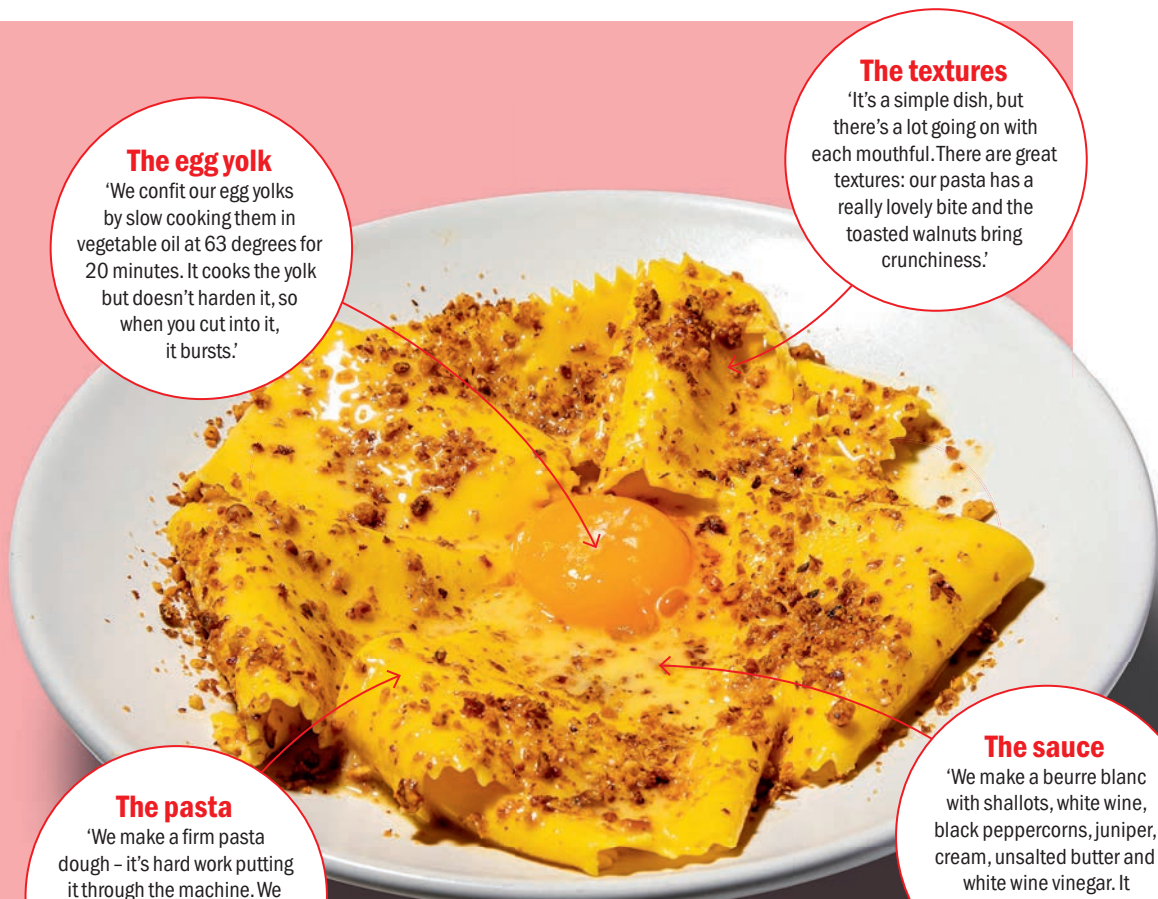 The egg yolk
‘We confit our egg yolks
by slow cooking them in
vegetable oil at 63 degrees for
20 minutes. It cooks the yolk
but doesn’t harden it, so
when you cut into it,
it bursts.’
The textures
‘It’s a simple dish, but
there’s a lot going on with
each mouthful. There are great
textures: our pasta has a
really lovely bite and the
toasted walnuts bring
crunchiness.’
The pasta
‘We make a firm pasta
dough – it’s hard work putting
it through the machine. We
The sauce
‘We make a beurre blanc
with shallots, white wine,
black peppercorns, juniper,
cream, unsalted butter and
white wine vinegar. It